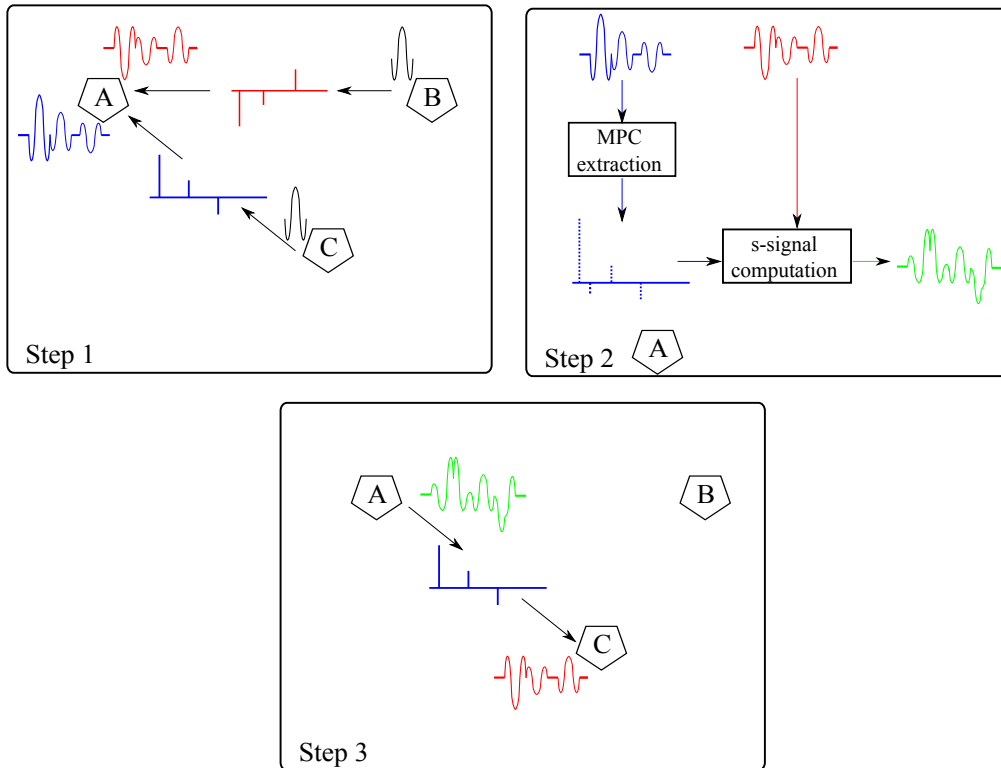 A
B
C
Step 1
MPC
extraction
s-signal
computation
Step 2
A
A
B
C
Step 3